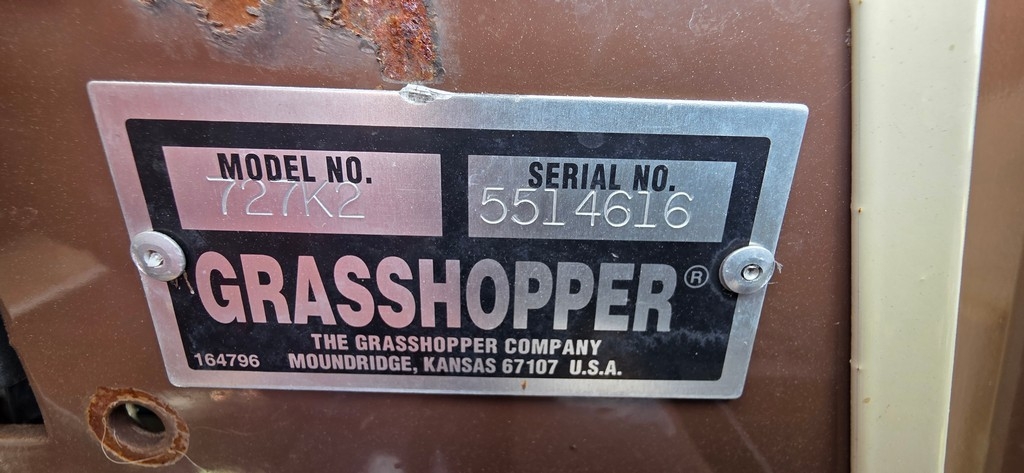 MODEL NO. SERIAL NO.
727K2 5514616
GRASSHOPPER®
THE GRASSHOPPER COMPANY
164796 MOUNDRIDGE, KANSAS 67107 U.S.A.